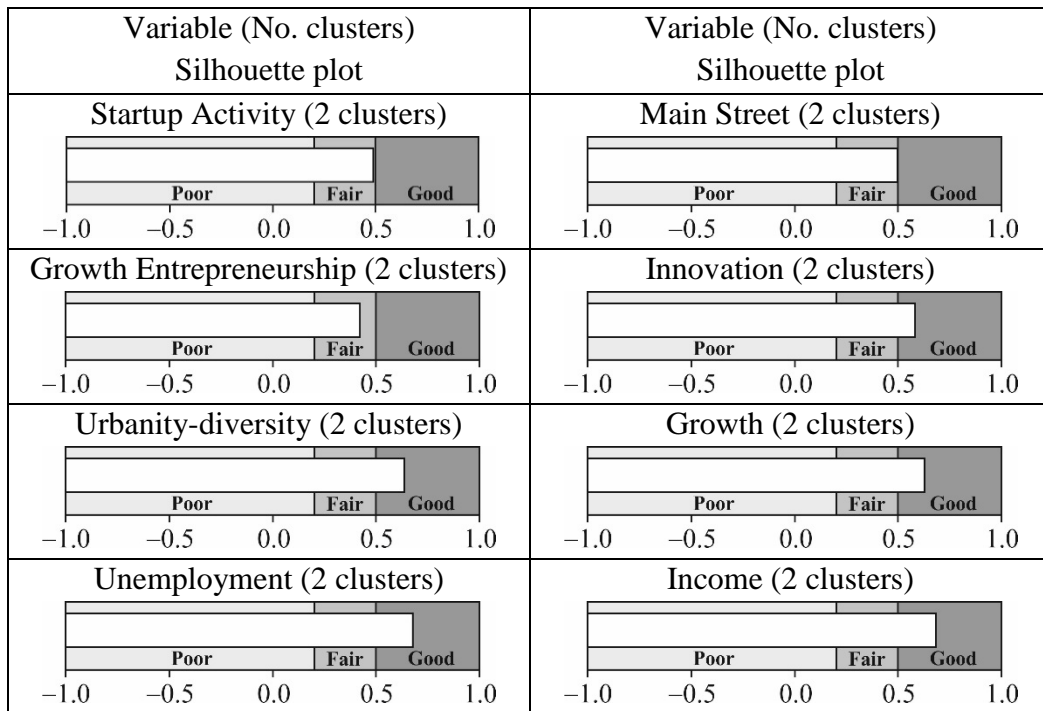 Variable (No. clusters)
Silhouette plot
Variable (No. clusters)
Silhouette plot
Startup Activity (2 clusters)
Poor Fair Good
−1.0 −0.5 0.0 0.5 1.0
Main Street (2 clusters)
Poor Fair Good
−1.0 −0.5 0.0 0.5 1.0
Growth Entrepreneurship (2 clusters)
Poor Fair Good
−1.0 −0.5 0.0 0.5 1.0
Innovation (2 clusters)
Poor Fair Good
−1.0 −0.5 0.0 0.5 1.0
Urbanity-diversity (2 clusters)
Poor Fair Good
−1.0 −0.5 0.0 0.5 1.0
Growth (2 clusters)
Poor Fair Good
−1.0 −0.5 0.0 0.5 1.0
Unemployment (2 clusters)
Poor Fair Good
−1.0 −0.5 0.0 0.5 1.0
Income (2 clusters)
Poor Fair Good
−1.0 −0.5 0.0 0.5 1.0